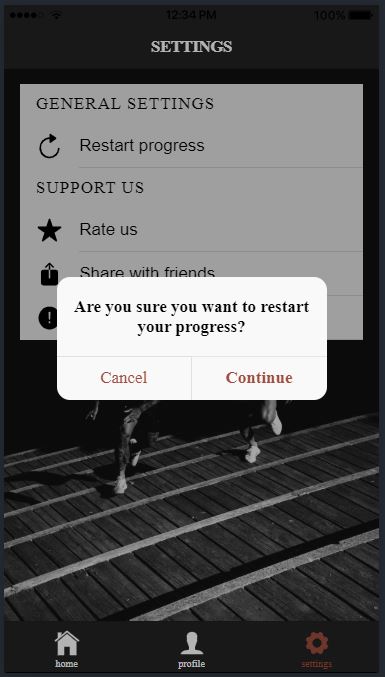 12:34 PM
100%
SETTINGS
GENERAL SETTINGS
Restart progress
SUPPORT US
Rate us
Share with friends
Are you sure you want to restart
your progress?
Cancel
Continue
home
profile
settings